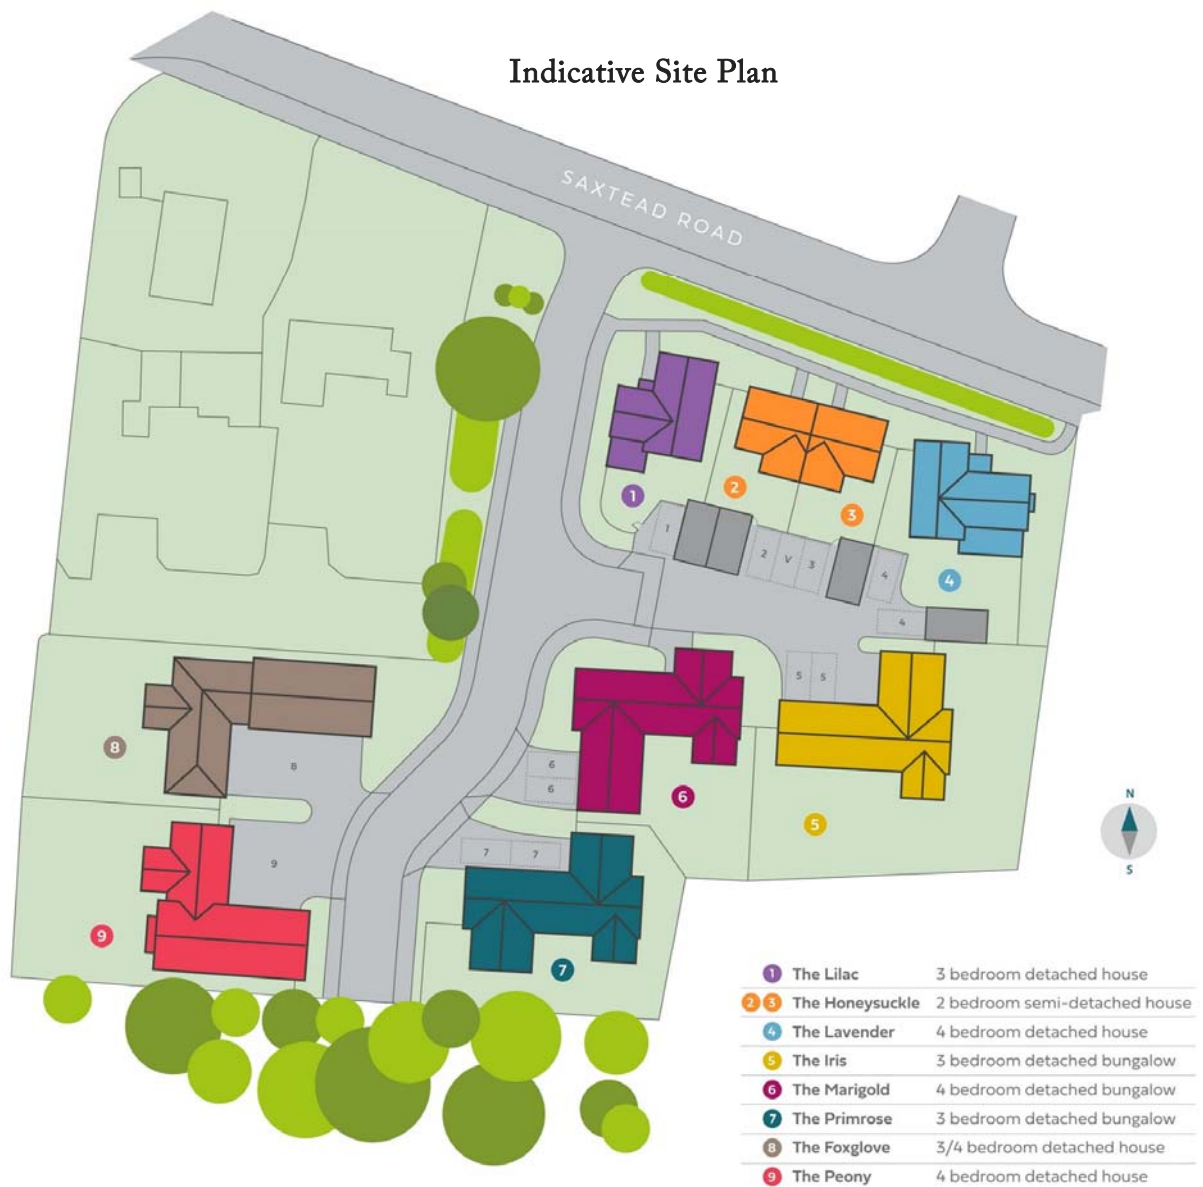 Indicative Site Plan
SAXTEAD ROAD
1
2
3
4
1
2
V
3
4
4
5
5
8
8
6
6
6
5
7
7
9
9
7
N
S
1 The Lilac 3 bedroom detached house
2 3 The Honeysuckle 2 bedroom semi-detached house
4 The Lavender 4 bedroom detached house
5 The Iris 3 bedroom detached bungalow
6 The Marigold 4 bedroom detached bungalow
7 The Primrose 3 bedroom detached bungalow
8 The Foxglove 3/4 bedroom detached house
9 The Peony 4 bedroom detached house